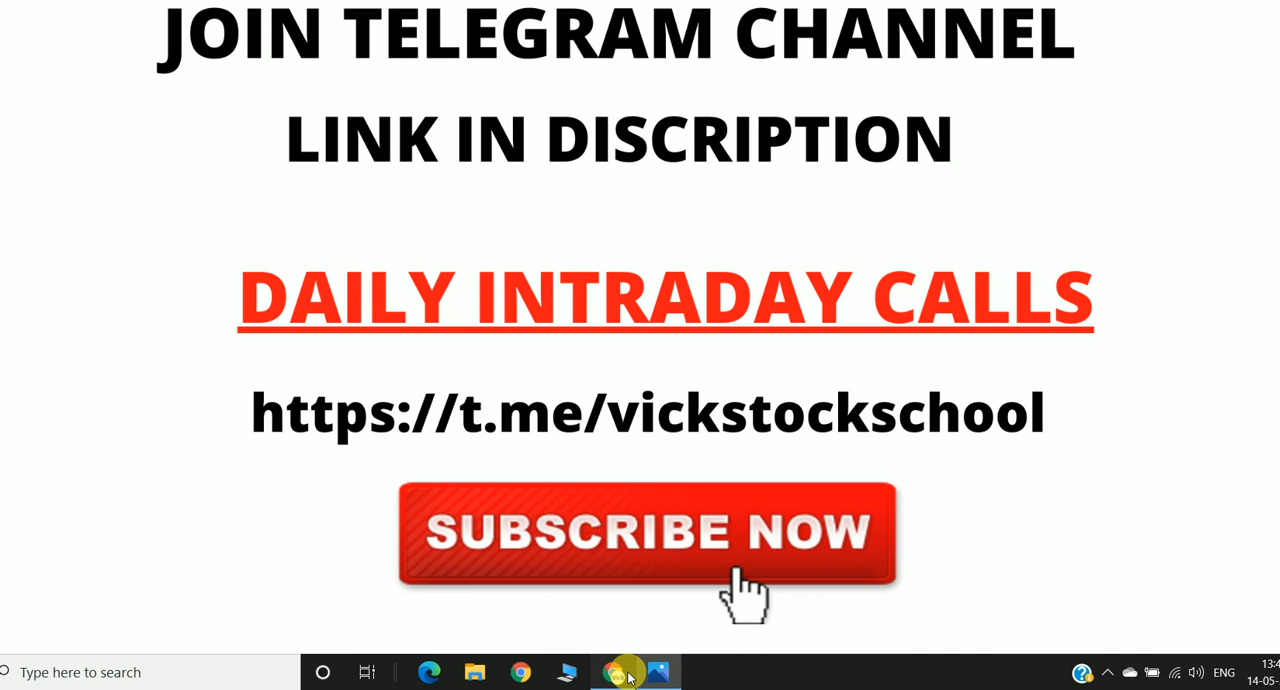 JOIN TELEGRAM CHANNEL
LINK IN DISCRIPTION
DAILY INTRADAY CALLS
https://t.me/vickstockschool
SUBSCRIBE NOW
Type here to search
ENG